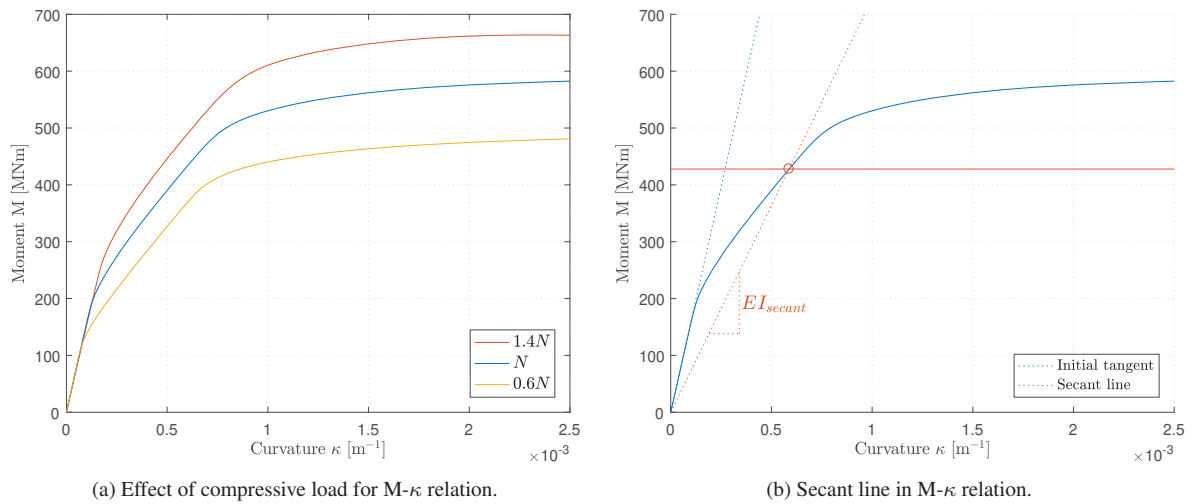 700
600
500
400
300
200
100
0
Moment M [MNm]
0 0.5 1 1.5 2 2.5
Curvature κ [m⁻¹]
×10⁻³
1.4N
N
0.6N
(a) Effect of compressive load for M-κ relation.
700
600
500
400
300
200
100
0
Moment M [MNm]
EI_secant
Initial tangent
Secant line
0 0.5 1 1.5 2 2.5
Curvature κ [m⁻¹]
×10⁻³
(b) Secant line in M-κ relation.